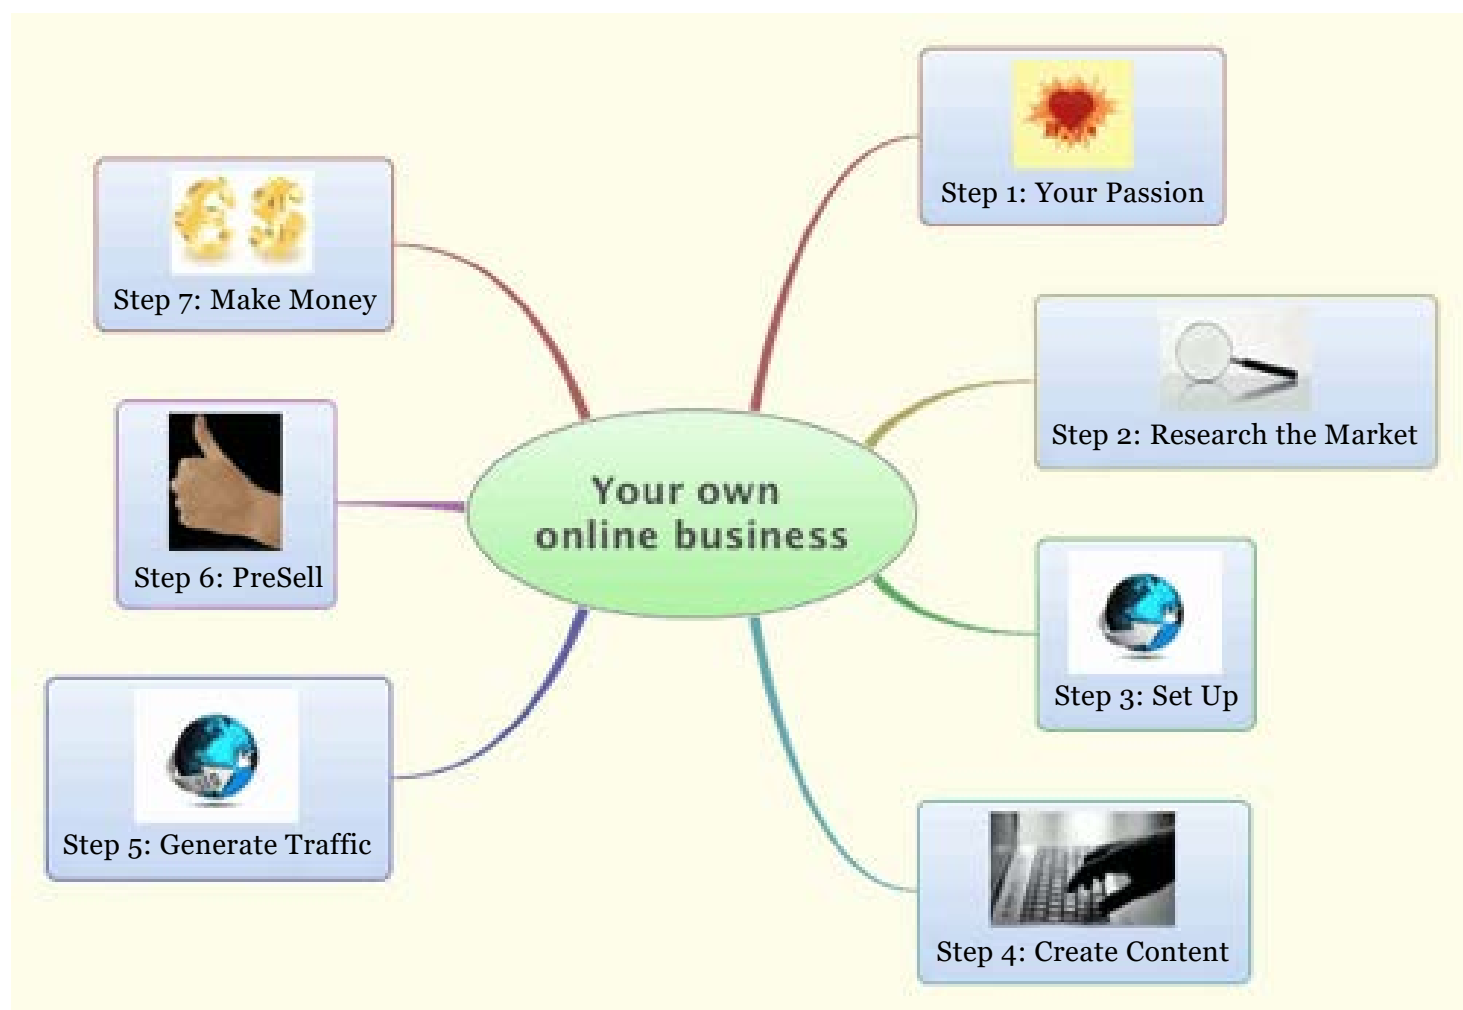 Your own
online business
Step 1: Your Passion
Step 2: Research the Market
Step 3: Set Up
Step 4: Create Content
Step 5: Generate Traffic
Step 6: PreSell
Step 7: Make Money